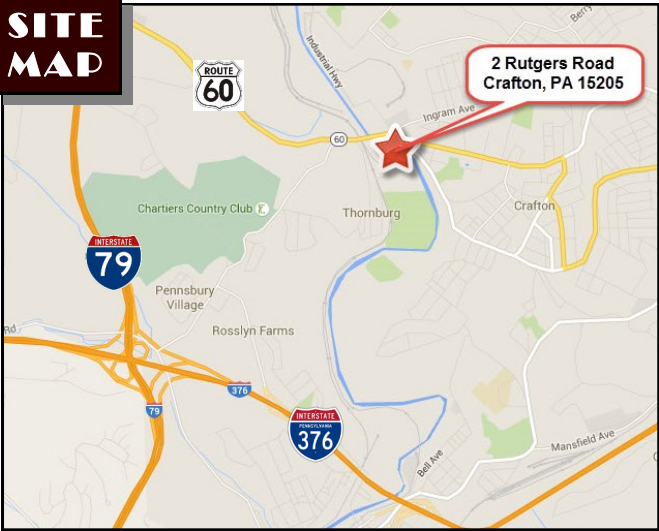 SITE
MAP
ROUTE
60
Industrial Hwy
Berry
2 Rutgers Road
Crafton, PA 15205
Ingram Ave
60
Chartiers Country Club
Thornburg
Crafton
INTERSTATE
79
Pennsbury
Village
Rd
Rosslyn Farms
376
79
INTERSTATE
PENNSYLVANIA
376
Bell Ave
Mansfield Ave